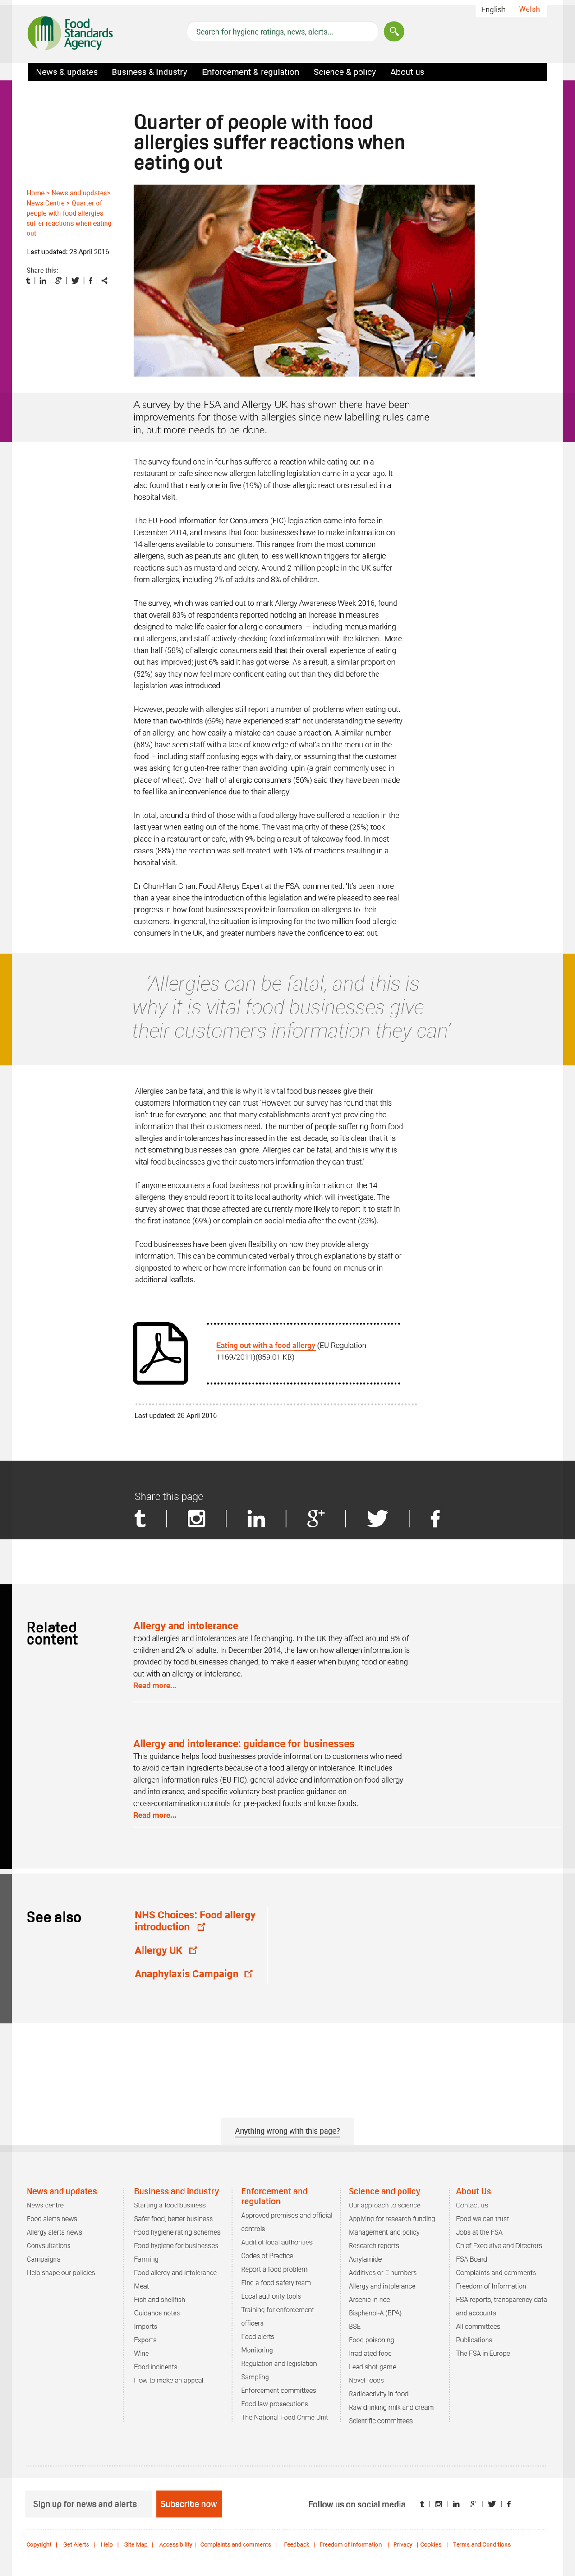 English Welsh
Food
Standards
Agency
Search for hygiene ratings, news, alerts...
News & updates Business & Industry Enforcement & regulation Science & policy About us
Quarter of people with food
allergies suffer reactions when
eating out
Home > News and updates>
News Centre > Quarter of
people with food allergies
suffer reactions when eating
out.
Last updated: 28 April 2016
Share this:
A survey by the FSA and Allergy UK has shown there have been
improvements for those with allergies since new labelling rules came
in, but more needs to be done.
The survey found one in four has suffered a reaction while eating out in a
restaurant or cafe since new allergen labelling legislation came in a year ago. It
also found that nearly one in five (19%) of those allergic reactions resulted in a
hospital visit.
The EU Food Information for Consumers (FIC) legislation came into force in
December 2014, and means that food businesses have to make information on
14 allergens available to consumers. This ranges from the most common
allergens, such as peanuts and gluten, to less well known triggers for allergic
reactions such as mustard and celery. Around 2 million people in the UK suffer
from allergies, including 2% of adults and 8% of children.
The survey, which was carried out to mark Allergy Awareness Week 2016, found
that overall 83% of respondents reported noticing an increase in measures
designed to make life easier for allergic consumers – including menus marking
out allergens, and staff actively checking food information with the kitchen. More
than half (58%) of allergic consumers said that their overall experience of eating
out has improved; just 6% said it has got worse. As a result, a similar proportion
(52%) say they now feel more confident eating out than they did before the
legislation was introduced.
However, people with allergies still report a number of problems when eating out.
More than two-thirds (69%) have experienced staff not understanding the severity
of an allergy, and how easily a mistake can cause a reaction. A similar number
(68%) have seen staff with a lack of knowledge of what's on the menu or in the
food – including staff confusing eggs with dairy, or assuming that the customer
was asking for gluten-free rather than avoiding lupin (a grain commonly used in
place of wheat). Over half of allergic consumers (56%) said they have been made
to feel like an inconvenience due to their allergy.
In total, around a third of those with a food allergy have suffered a reaction in the
last year when eating out of the home. The vast majority of these (25%) took
place in a restaurant or cafe, with 9% being a result of takeaway food. In most
cases (88%) the reaction was self-treated, with 19% of reactions resulting in a
hospital visit.
Dr Chun-Han Chan, Food Allergy Expert at the FSA, commented: 'It's been more
than a year since the introduction of this legislation and we're pleased to see real
progress in how food businesses provide information on allergens to their
customers. In general, the situation is improving for the two million food allergic
consumers in the UK, and greater numbers have the confidence to eat out.
'Allergies can be fatal, and this is
why it is vital food businesses give
their customers information they can'
Allergies can be fatal, and this is why it is vital food businesses give their
customers information they can trust 'However, our survey has found that this
isn't true for everyone, and that many establishments aren't yet providing the
information that their customers need. The number of people suffering from food
allergies and intolerances has increased in the last decade, so it's clear that it is
not something businesses can ignore. Allergies can be fatal, and this is why it is
vital food businesses give their customers information they can trust.'
If anyone encounters a food business not providing information on the 14
allergens, they should report it to its local authority which will investigate. The
survey showed that those affected are currently more likely to report it to staff in
the first instance (69%) or complain on social media after the event (23%).
Food businesses have been given flexibility on how they provide allergy
information. This can be communicated verbally through explanations by staff or
signposted to where or how more information can be found on menus or in
additional leaflets.
Eating out with a food allergy (EU Regulation
1169/2011)(859.01 KB)
Last updated: 28 April 2016
Share this page
Related
content
Allergy and intolerance
Food allergies and intolerances are life changing. In the UK they affect around 8% of
children and 2% of adults. In December 2014, the law on how allergen information is
provided by food businesses changed, to make it easier when buying food or eating
out with an allergy or intolerance.
Read more...
Allergy and intolerance: guidance for businesses
This guidance helps food businesses provide information to customers who need
to avoid certain ingredients because of a food allergy or intolerance. It includes
allergen information rules (EU FIC), general advice and information on food allergy
and intolerance, and specific voluntary best practice guidance on
cross-contamination controls for pre-packed foods and loose foods.
Read more...
See also
NHS Choices: Food allergy
introduction
Allergy UK
Anaphylaxis Campaign
Anything wrong with this page?
News and updates
News centre
Food alerts news
Allergy alerts news
Convsultations
Campaigns
Help shape our policies
Business and industry
Starting a food business
Safer food, better business
Food hygiene rating schemes
Food hygiene for businesses
Farming
Food allergy and intolerance
Meat
Fish and shellfish
Guidance notes
Imports
Exports
Wine
Food incidents
How to make an appeal
Enforcement and
regulation
Approved premises and official
controls
Audit of local authorities
Codes of Practice
Report a food problem
Find a food safety team
Local authority tools
Training for enforcement
officers
Food alerts
Monitoring
Regulation and legislation
Sampling
Enforcement committees
Food law prosecutions
The National Food Crime Unit
Science and policy
Our approach to science
Applying for research funding
Management and policy
Research reports
Acrylamide
Additives or E numbers
Allergy and intolerance
Arsenic in rice
Bisphenol-A (BPA)
BSE
Food poisoning
Irradiated food
Lead shot game
Novel foods
Radioactivity in food
Raw drinking milk and cream
Scientific committees
About Us
Contact us
Food we can trust
Jobs at the FSA
Chief Executive and Directors
FSA Board
Complaints and comments
Freedom of Information
FSA reports, transparency data
and accounts
All committees
Publications
The FSA in Europe
Sign up for news and alerts Subscribe now Follow us on social media
Copyright | Get Alerts | Help | Site Map | Accessibility | Complaints and comments | Feedback | Freedom of Information | Privacy | Cookies | Terms and Conditions